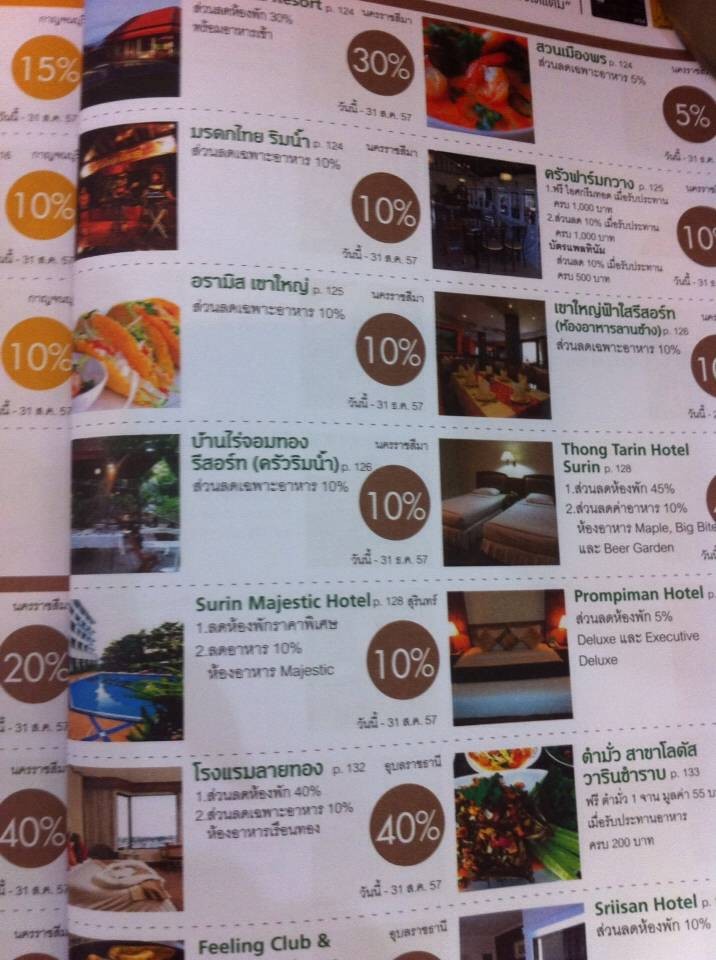 กาญจนบุรี
15%
วันนี้ - 31 ธ.ค. 57
กาญจนบุรี
10%
- 31 ธ.ค. 57
กาญจนบุรี
10%
- 31 ธ.ค. 57
นครราชสีมา
20%
- 31 ธ.ค. 57
นครราชสีมา
40%
- 31 ธ.ค. 57
นครราชสีมา
Resort p. 124 นครราชสีมา
ส่วนลดห้องพัก 30%
พร้อมอาหารเช้า
30%
วันนี้ - 31 ธ.ค. 57
มรดกไทย ริมน้ำ p. 124 นครราชสีมา
ส่วนลดเฉพาะอาหาร 10%
10%
วันนี้ - 31 ธ.ค. 57
อรามิส เขาใหญ่ p. 125 นครราชสีมา
ส่วนลดเฉพาะอาหาร 10%
10%
วันนี้ - 31 ธ.ค. 57
บ้านไร่จอมทอง นครราชสีมา
รีสอร์ท (ครัวริมน้ำ) p. 126
ส่วนลดเฉพาะอาหาร 10%
10%
วันนี้ - 31 ธ.ค. 57
Surin Majestic Hotel p. 128 สุรินทร์
1.ลดห้องพักราคาพิเศษ
2.ลดอาหาร 10%
ห้องอาหาร Majestic
10%
วันนี้ - 31 ธ.ค. 57
โรงแรมลายทอง p. 132 อุบลราชธานี
1.ส่วนลดห้องพัก 40%
2.ส่วนลดเฉพาะอาหาร 10%
ห้องอาหารเรือนทอง
40%
วันนี้ - 31 ธ.ค. 57
Feeling Club & อุบลราชธานี
สวนเมืองพร p. 124
ส่วนลดเฉพาะอาหาร 5%
5%
วันนี้ - 31 ธ.ค.
ครัวฟาร์มกวาง p. 125
1.ฟรี ไอศกรีมทอด เมื่อรับประทาน
ครบ 1,000 บาท
2.ส่วนลด 10% เมื่อรับประทาน
ครบ 1,000 บาท
บัตรแพลทินัม
ส่วนลด 10% เมื่อรับประทาน
ครบ 500 บาท
10
วันนี้ - 31
เขาใหญ่ฟ้าใสรีสอร์ท
(ห้องอาหารลานช้าง) p. 126
ส่วนลดเฉพาะอาหาร 10%
วันนี้ -
Thong Tarin Hotel
Surin p. 128
1.ส่วนลดห้องพัก 45%
2.ส่วนลดค่าอาหาร 10%
ห้องอาหาร Maple, Big Bite
และ Beer Garden
Prompiman Hotel p.
ส่วนลดห้องพัก 5%
Deluxe และ Executive
Deluxe
ตำมั่ว สาขาโลตัส
วารินชำราบ p. 133
ฟรี ตำมั่ว 1 จาน มูลค่า 55
เมื่อรับประทานอาหาร
ครบ 200 บาท
Sriisan Hotel p.
ส่วนลดห้องพัก 10%